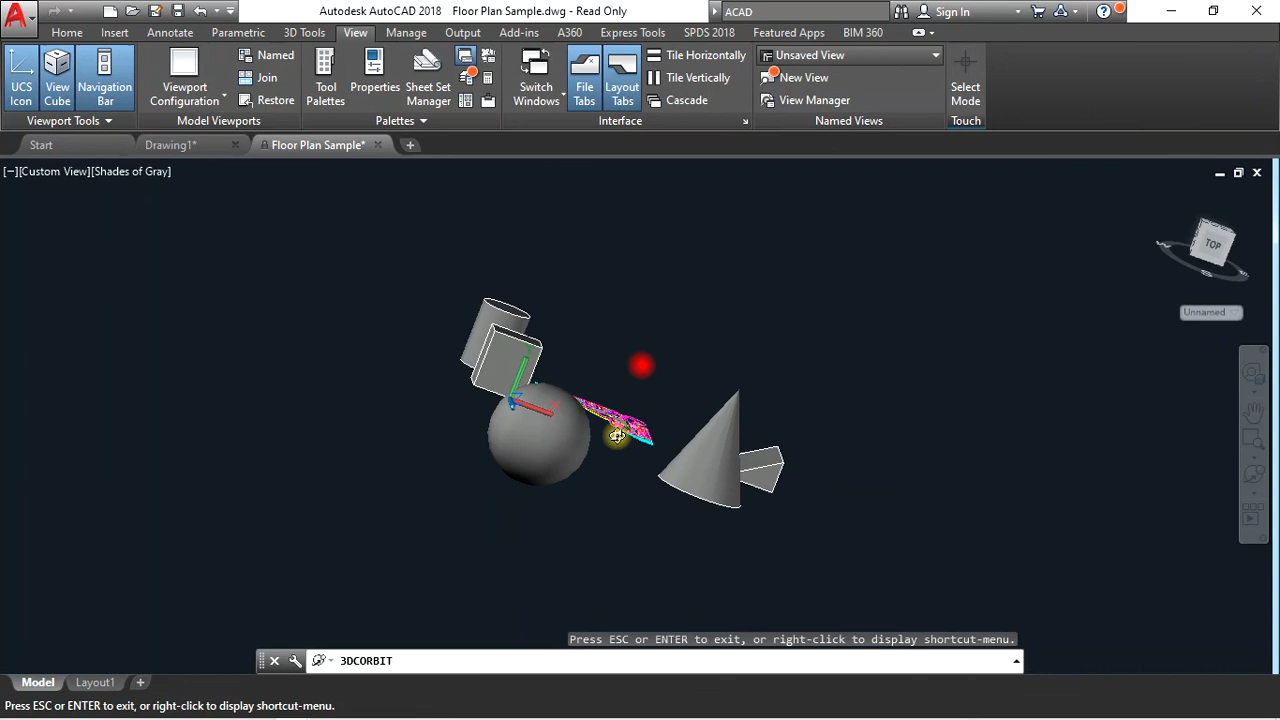 Autodesk AutoCAD 2018 Floor Plan Sample.dwg - Read Only ACAD Sign In
Home Insert Annotate Parametric 3D Tools View Manage Output Add-ins A360 Express Tools SPDS 2018 Featured Apps BIM 360
UCS Icon
View Cube
Navigation Bar
Viewport Tools
Viewport Configuration
Named
Join
Restore
Model Viewports
Tool Palettes
Properties
Sheet Set Manager
Palettes
Switch Windows
File Tabs
Layout Tabs
Tile Horizontally
Tile Vertically
Cascade
Interface
Unsaved View
New View
View Manager
Named Views
Select Mode
Touch
Start Drawing1* Floor Plan Sample*
[−][Custom View][Shades of Gray]
TOP
Unnamed
X
Press ESC or ENTER to exit, or right-click to display shortcut-menu.
3DCORBIT
Model Layout1
Press ESC or ENTER to exit, or right-click to display shortcut-menu.